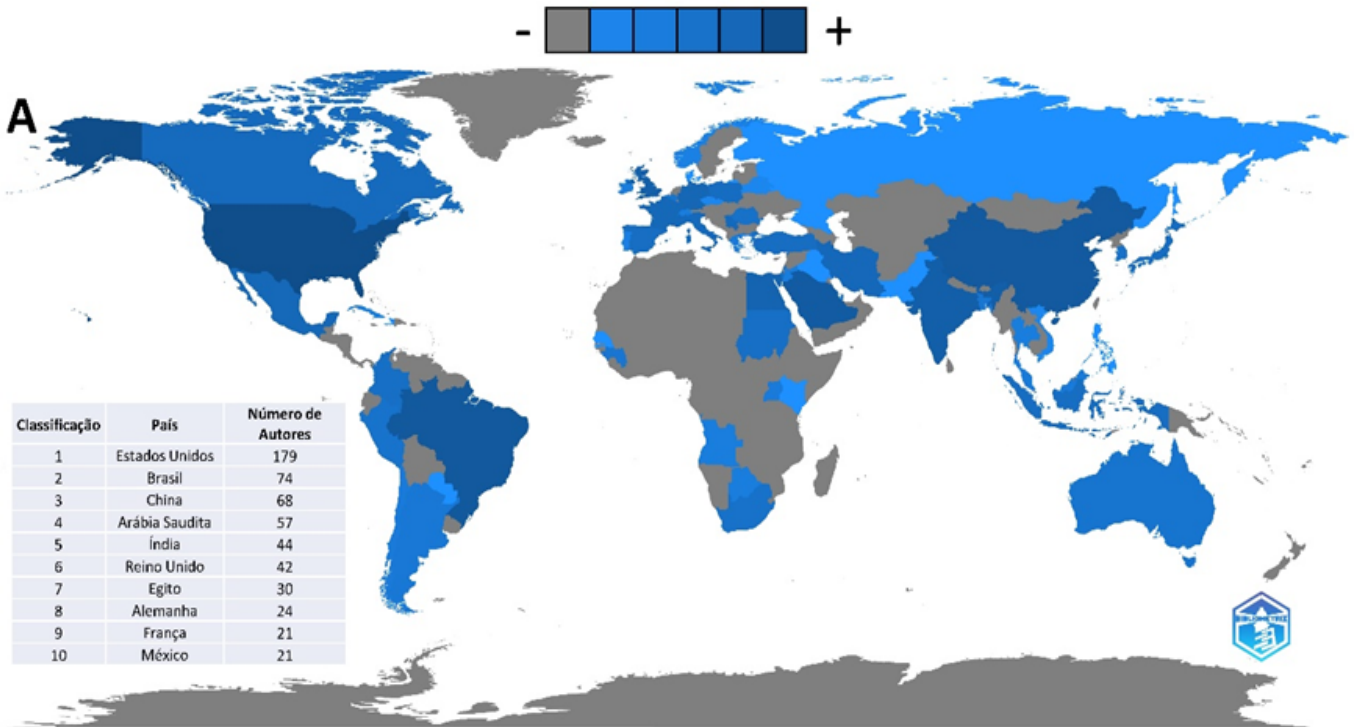 - +
A
Classificação País Número de Autores
1 Estados Unidos 179
2 Brasil 74
3 China 68
4 Arábia Saudita 57
5 Índia 44
6 Reino Unido 42
7 Egito 30
8 Alemanha 24
9 França 21
10 México 21
BIBLIOMETRIX